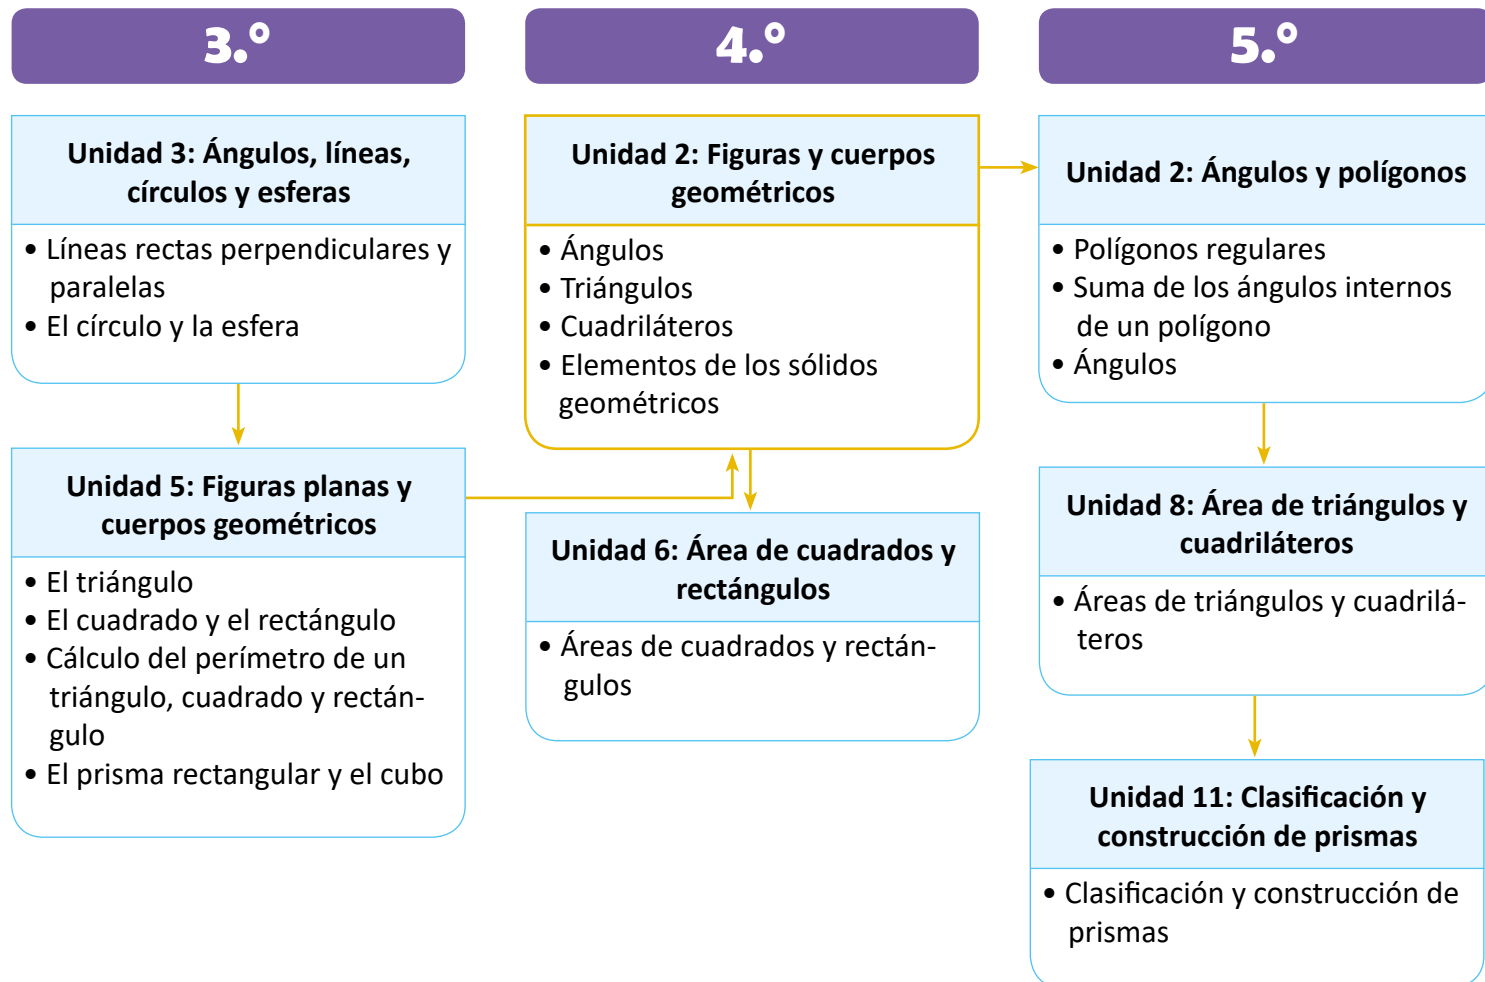 3.º
Unidad 3: Ángulos, líneas,
círculos y esferas
• Líneas rectas perpendiculares y
paralelas
• El círculo y la esfera
Unidad 5: Figuras planas y
cuerpos geométricos
• El triángulo
• El cuadrado y el rectángulo
• Cálculo del perímetro de un
triángulo, cuadrado y rectán-
gulo
• El prisma rectangular y el cubo
4.º
Unidad 2: Figuras y cuerpos
geométricos
• Ángulos
• Triángulos
• Cuadriláteros
• Elementos de los sólidos
geométricos
Unidad 6: Área de cuadrados y
rectángulos
• Áreas de cuadrados y rectán-
gulos
5.º
Unidad 2: Ángulos y polígonos
• Polígonos regulares
• Suma de los ángulos internos
de un polígono
• Ángulos
Unidad 8: Área de triángulos y
cuadriláteros
• Áreas de triángulos y cuadrilá-
teros
Unidad 11: Clasificación y
construcción de prismas
• Clasificación y construcción de
prismas